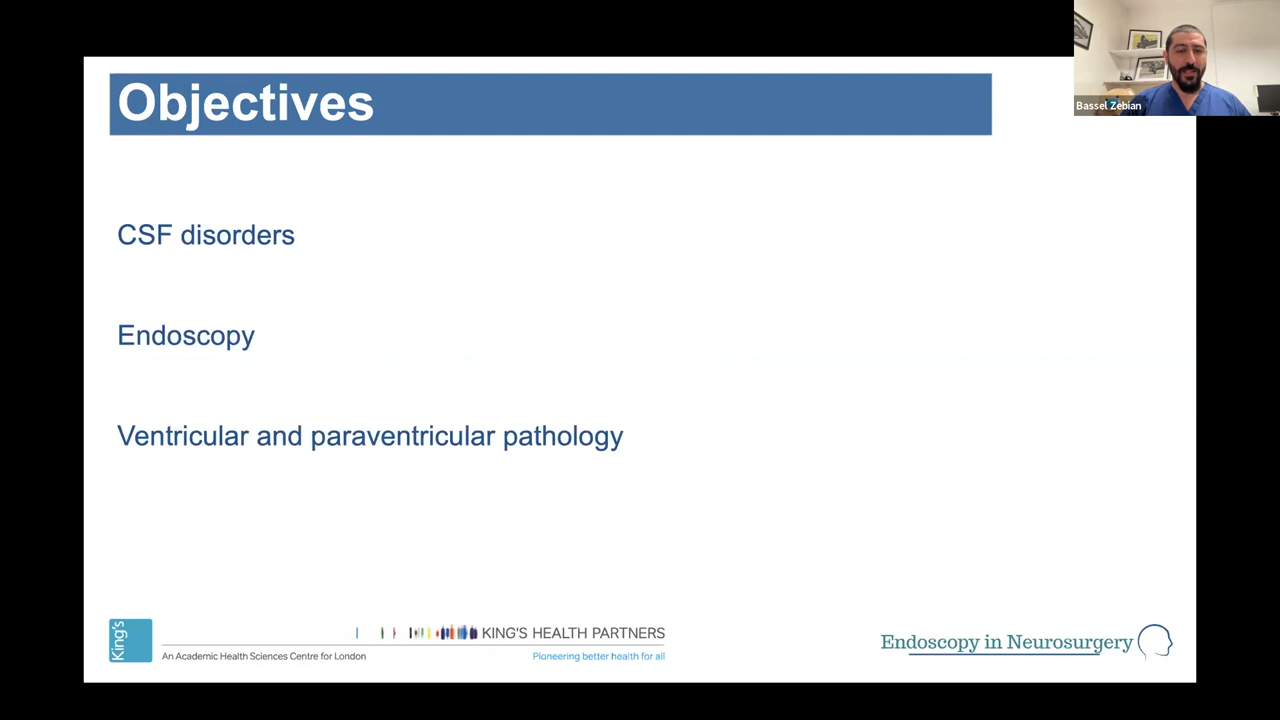 Objectives
Bassel Zebian
CSF disorders
Endoscopy
Ventricular and paraventricular pathology
King's
KING'S HEALTH PARTNERS
An Academic Health Sciences Centre for London
Pioneering better health for all
Endoscopy in Neurosurgery